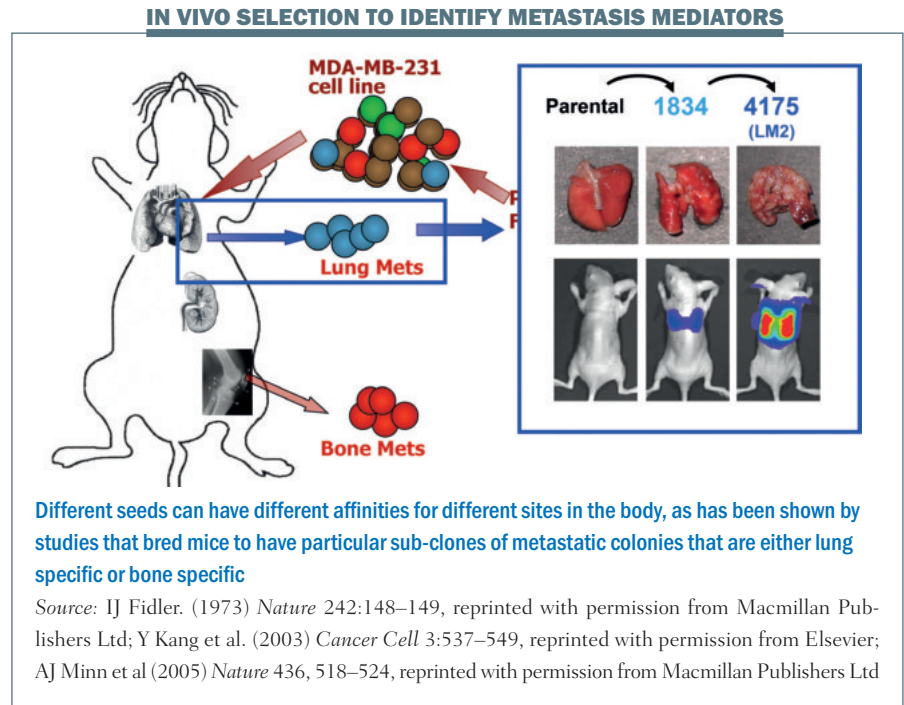 IN VIVO SELECTION TO IDENTIFY METASTASIS MEDIATORS
MDA-MB-231
cell line
Parental
1834
4175
(LM2)
Lung Mets
Bone Mets
Different seeds can have different affinities for different sites in the body, as has been shown by
studies that bred mice to have particular sub-clones of metastatic colonies that are either lung
specific or bone specific
Source: IJ Fidler. (1973) Nature 242:148–149, reprinted with permission from Macmillan Pub-
lishers Ltd; Y Kang et al. (2003) Cancer Cell 3:537–549, reprinted with permission from Elsevier;
AJ Minn et al (2005) Nature 436, 518–524, reprinted with permission from Macmillan Publishers Ltd